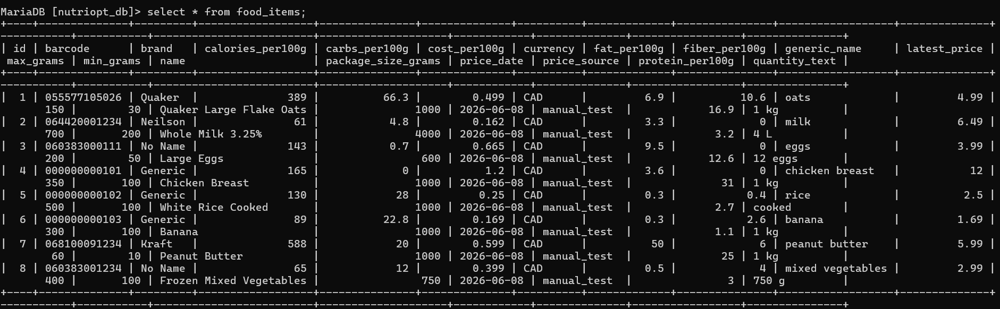 MariaDB [nutriopt_db]> select * from food_items;
+----+--------------+---------+------------------+---------------+--------------+----------+-------------+---------------+------------------+--------------+
-----------+-----------+-------------------------+--------------------+------------+--------------+------------------+---------------+
| id | barcode      | brand   | calories_per100g | carbs_per100g | cost_per100g | currency | fat_per100g | fiber_per100g | generic_name     | latest_price |
 max_grams | min_grams | name                    | package_size_grams | price_date | price_source | protein_per100g | quantity_text |
+----+--------------+---------+------------------+---------------+--------------+----------+-------------+---------------+------------------+--------------+
-----------+-----------+-------------------------+--------------------+------------+--------------+------------------+---------------+
|  1 | 055577105026 | Quaker  |              389 |          66.3 |        0.499 | CAD      |         6.9 |          10.6 | oats             |         4.99 |
       150 |        30 | Quaker Large Flake Oats |               1000 | 2026-06-08 | manual_test  |            16.9 | 1 kg          |
|  2 | 064420001234 | Neilson |               61 |           4.8 |        0.162 | CAD      |         3.3 |             0 | milk             |         6.49 |
       700 |       200 | Whole Milk 3.25%        |               4000 | 2026-06-08 | manual_test  |             3.2 | 4 L           |
|  3 | 060383000111 | No Name |              143 |           0.7 |        0.665 | CAD      |         9.5 |             0 | eggs             |         3.99 |
       200 |        50 | Large Eggs              |                600 | 2026-06-08 | manual_test  |            12.6 | 12 eggs       |
|  4 | 000000000101 | Generic |              165 |             0 |          1.2 | CAD      |         3.6 |             0 | chicken breast   |           12 |
       350 |       100 | Chicken Breast          |               1000 | 2026-06-08 | manual_test  |              31 | 1 kg          |
|  5 | 000000000102 | Generic |              130 |            28 |         0.25 | CAD      |         0.3 |           0.4 | rice             |          2.5 |
       500 |       100 | White Rice Cooked       |               1000 | 2026-06-08 | manual_test  |             2.7 | cooked        |
|  6 | 000000000103 | Generic |               89 |          22.8 |        0.169 | CAD      |         0.3 |           2.6 | banana           |         1.69 |
       300 |       100 | Banana                  |               1000 | 2026-06-08 | manual_test  |             1.1 | 1 kg          |
|  7 | 068100091234 | Kraft   |              588 |            20 |        0.599 | CAD      |          50 |             6 | peanut butter    |         5.99 |
        60 |        10 | Peanut Butter           |               1000 | 2026-06-08 | manual_test  |              25 | 1 kg          |
|  8 | 060383001234 | No Name |               65 |            12 |        0.399 | CAD      |         0.5 |             4 | mixed vegetables |         2.99 |
       400 |       100 | Frozen Mixed Vegetables |                750 | 2026-06-08 | manual_test  |               3 | 750 g         |
+----+--------------+---------+------------------+---------------+--------------+----------+-------------+---------------+------------------+--------------+
-----------+-----------+-------------------------+--------------------+------------+--------------+------------------+---------------+